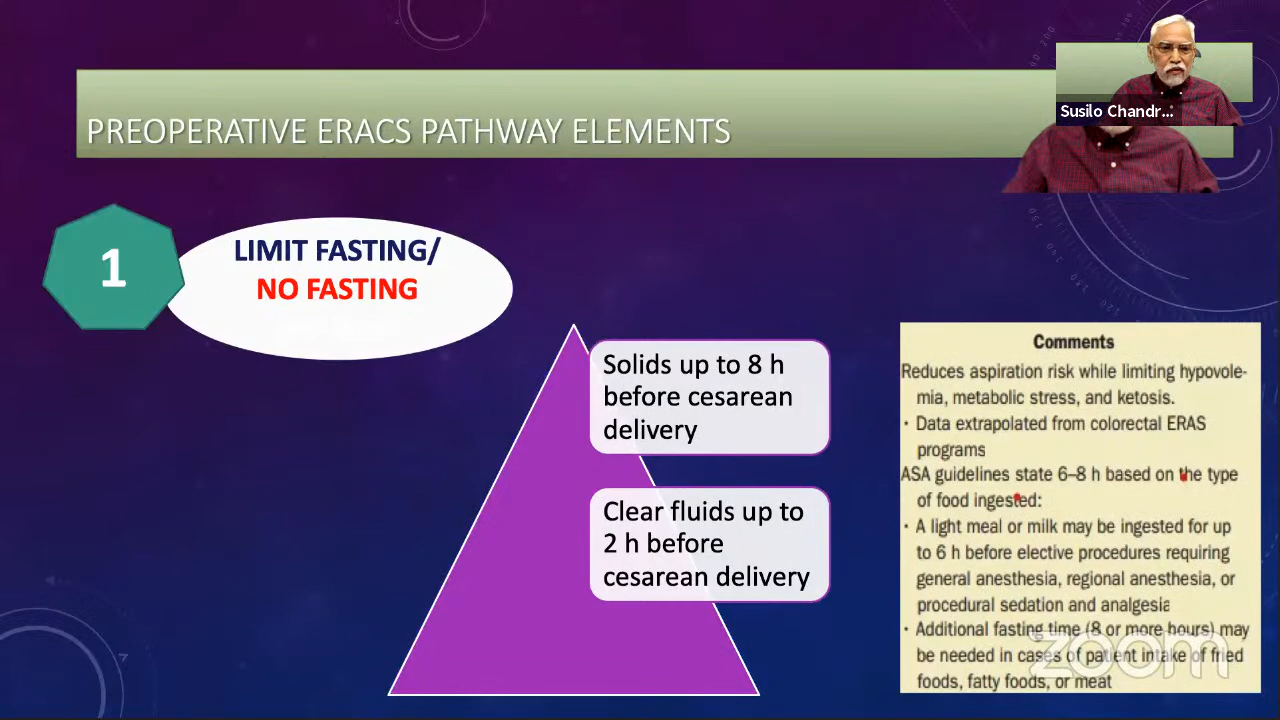 PREOPERATIVE ERACS PATHWAY ELEMENTS
Susilo Chandr...
1
LIMIT FASTING/
NO FASTING
Solids up to 8 h
before cesarean
delivery
Clear fluids up to
2 h before
cesarean delivery
Comments
Reduces aspiration risk while limiting hypovole-
mia, metabolic stress, and ketosis.
• Data extrapolated from colorectal ERAS
programs
ASA guidelines state 6–8 h based on the type
of food ingested:
• A light meal or milk may be ingested for up
to 6 h before elective procedures requiring
general anesthesia, regional anesthesia, or
procedural sedation and analgesia
• Additional fasting time (8 or more hours) may
be needed in cases of patient intake of fried
foods, fatty foods, or meat
zoom